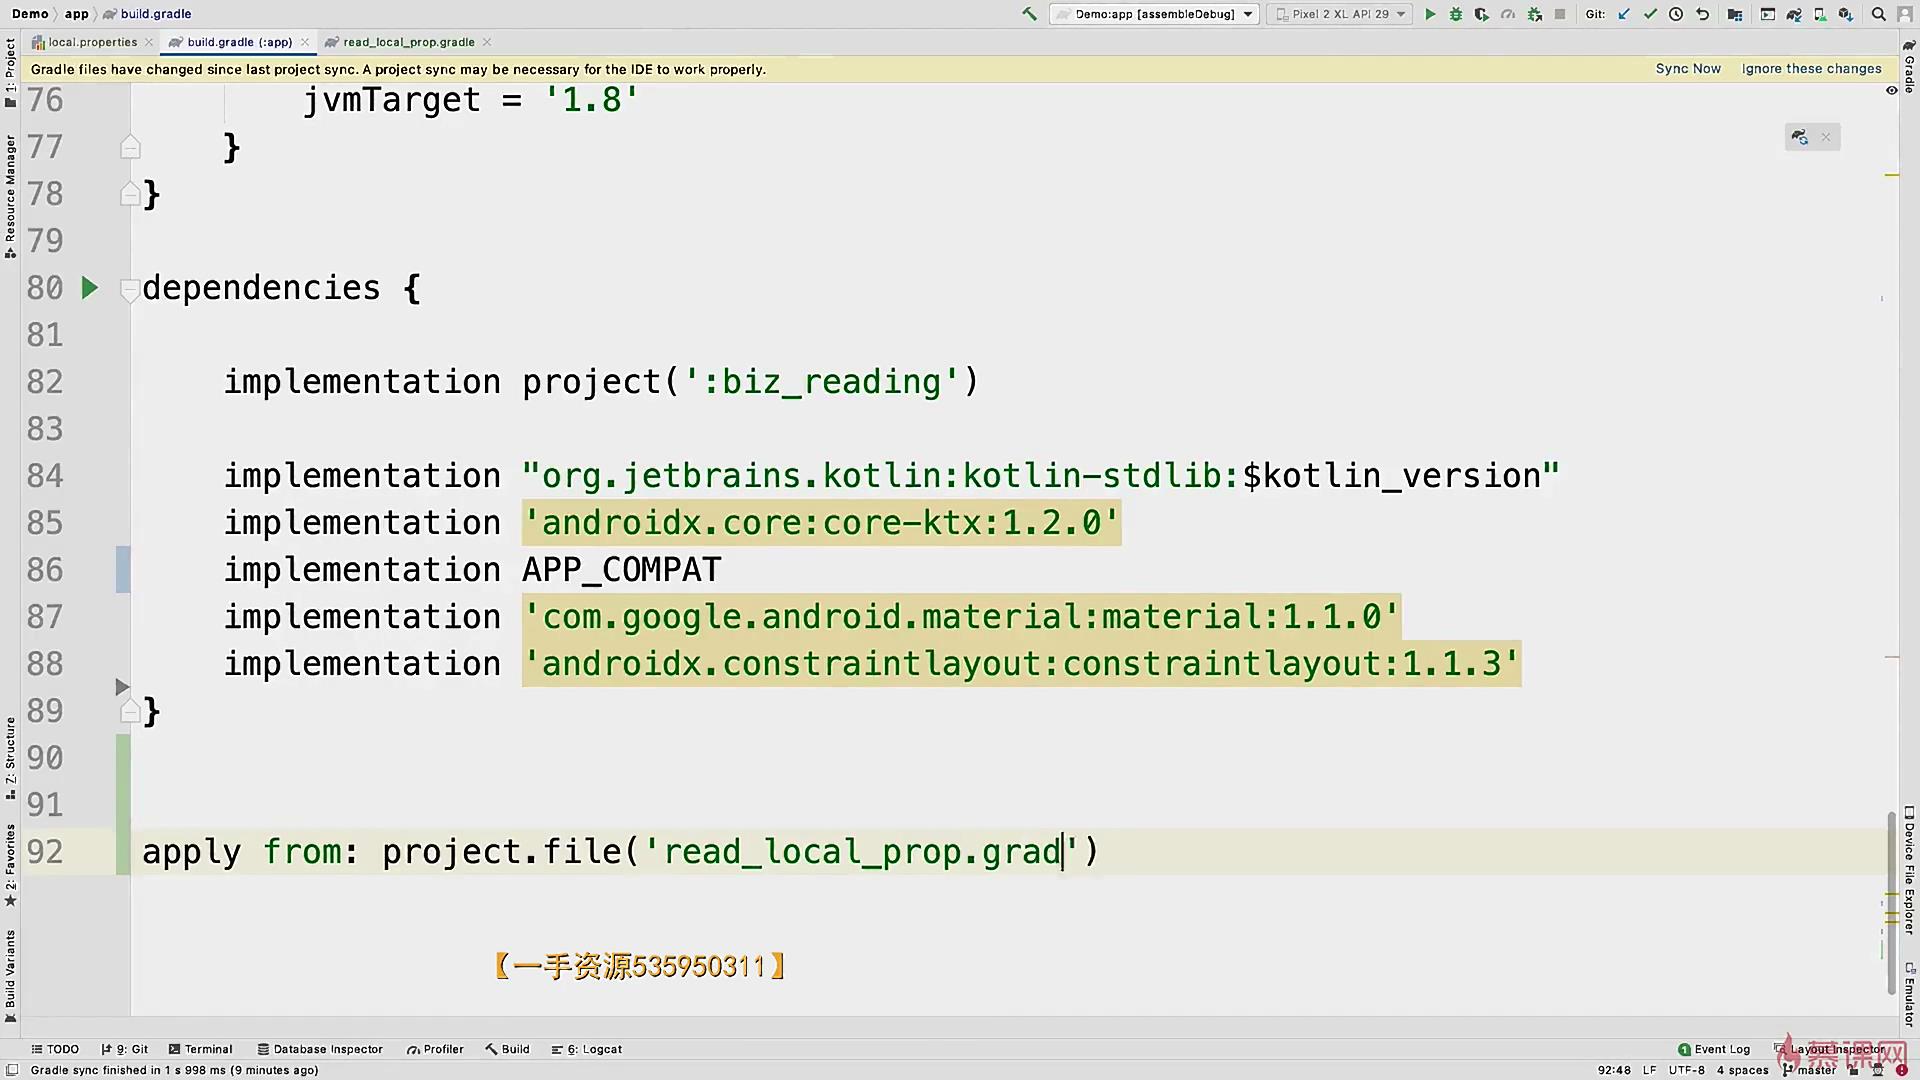 Demo app build.gradle Demo:app [assembleDebug] Pixel 2 XL API 29 Git:
local.properties build.gradle (:app) read_local_prop.gradle
Gradle files have changed since last project sync. A project sync may be necessary for the IDE to work properly. Sync Now Ignore these changes
1: Project
Resource Manager
7: Structure
2: Favorites
Build Variants
76 jvmTarget = '1.8'
77 }
78 }
79
80 dependencies {
81
82 implementation project(':biz_reading')
83
84 implementation "org.jetbrains.kotlin:kotlin-stdlib:$kotlin_version"
85 implementation 'androidx.core:core-ktx:1.2.0'
86 implementation APP_COMPAT
87 implementation 'com.google.android.material:material:1.1.0'
88 implementation 'androidx.constraintlayout:constraintlayout:1.1.3'
89 }
90
91
92 apply from: project.file('read_local_prop.grad')
【一手资源535950311】
Gradle
Device File Explorer
Emulator
TODO 9: Git Terminal Database Inspector Profiler Build 6: Logcat 1 Event Log Layout Inspector
慕课网
Gradle sync finished in 1 s 998 ms (9 minutes ago) 92:48 LF UTF-8 4 spaces master